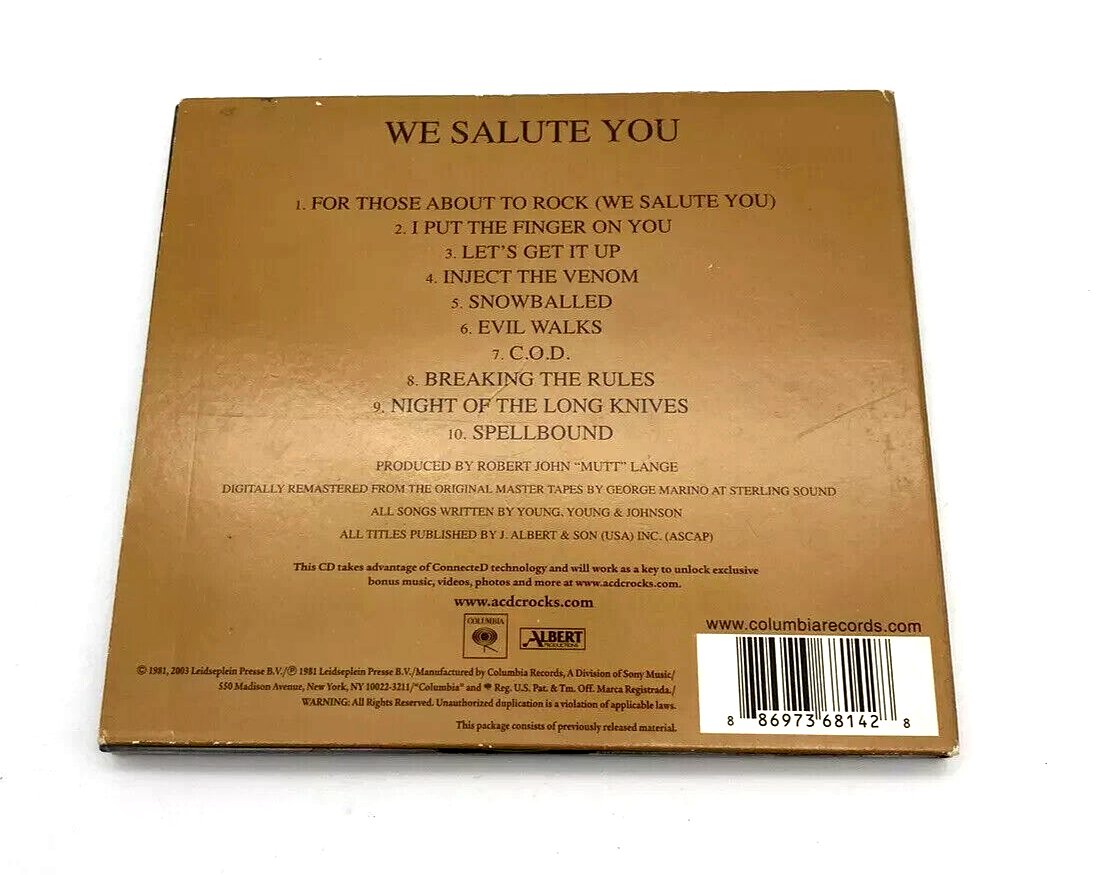 WE SALUTE YOU
1. FOR THOSE ABOUT TO ROCK (WE SALUTE YOU)
2. I PUT THE FINGER ON YOU
3. LET'S GET IT UP
4. INJECT THE VENOM
5. SNOWBALLED
6. EVIL WALKS
7. C.O.D.
8. BREAKING THE RULES
9. NIGHT OF THE LONG KNIVES
10. SPELLBOUND
PRODUCED BY ROBERT JOHN "MUTT" LANGE
DIGITALLY REMASTERED FROM THE ORIGINAL MASTER TAPES BY GEORGE MARINO AT STERLING SOUND
ALL SONGS WRITTEN BY YOUNG, YOUNG & JOHNSON
ALL TITLES PUBLISHED BY J. ALBERT & SON (USA) INC. (ASCAP)
This CD takes advantage of ConnecteD technology and will work as a key to unlock exclusive
bonus music, videos, photos and more at www.acdcrocks.com.
www.acdcrocks.com
COLUMBIA
ALBERT
PRODUCTIONS
© 1981, 2003 Leidseplein Presse B.V./℗ 1981 Leidseplein Presse B.V./Manufactured by Columbia Records, A Division of Sony Music/
550 Madison Avenue, New York, NY 10022-3211/"Columbia" and Reg. U.S. Pat. & Tm. Off. Marca Registrada./
WARNING: All Rights Reserved. Unauthorized duplication is a violation of applicable laws.
This package consists of previously released material.
www.columbiarecords.com
8 86973 68142 8